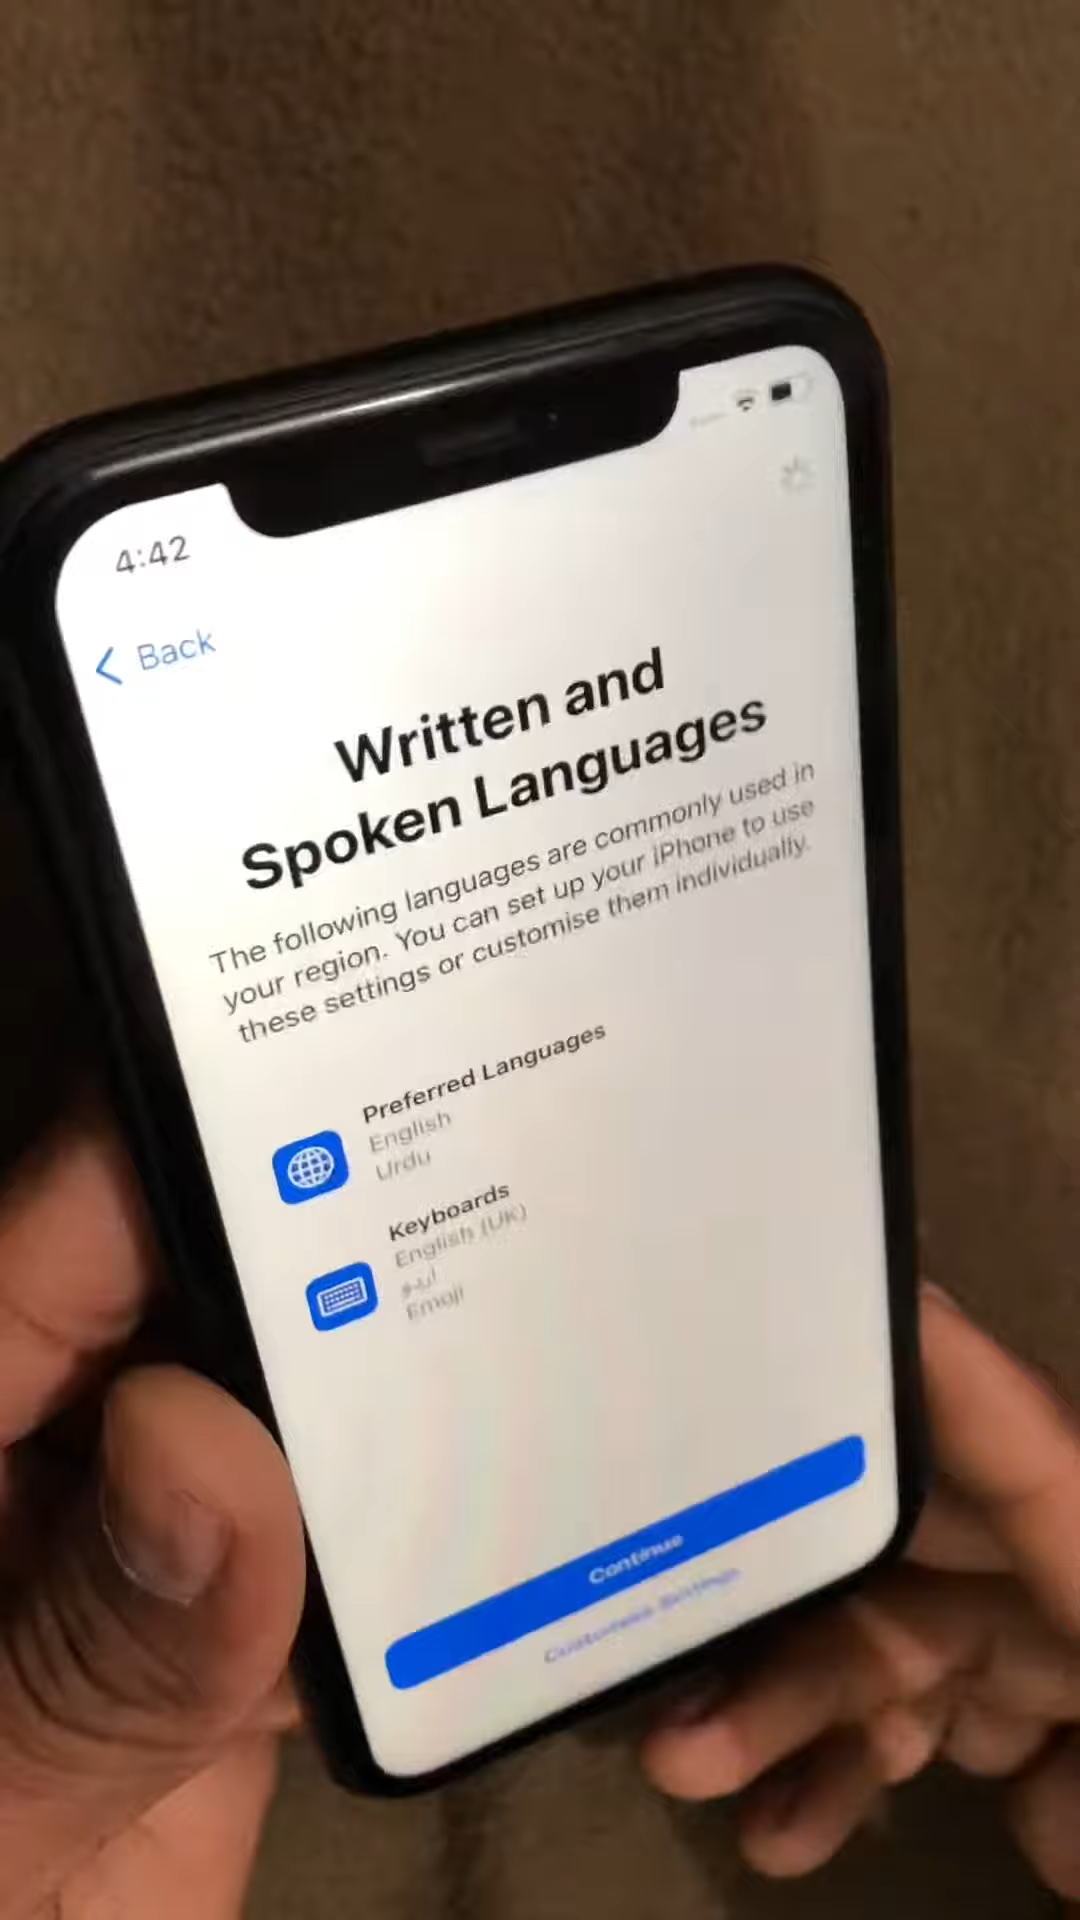 4:42
Back
Written and
Spoken Languages
The following languages are commonly used in
your region. You can set up your iPhone to use
these settings or customise them individually.
Preferred Languages
English
Urdu
Keyboards
English (UK)
اردو
Emoji
Continue
Customise Settings